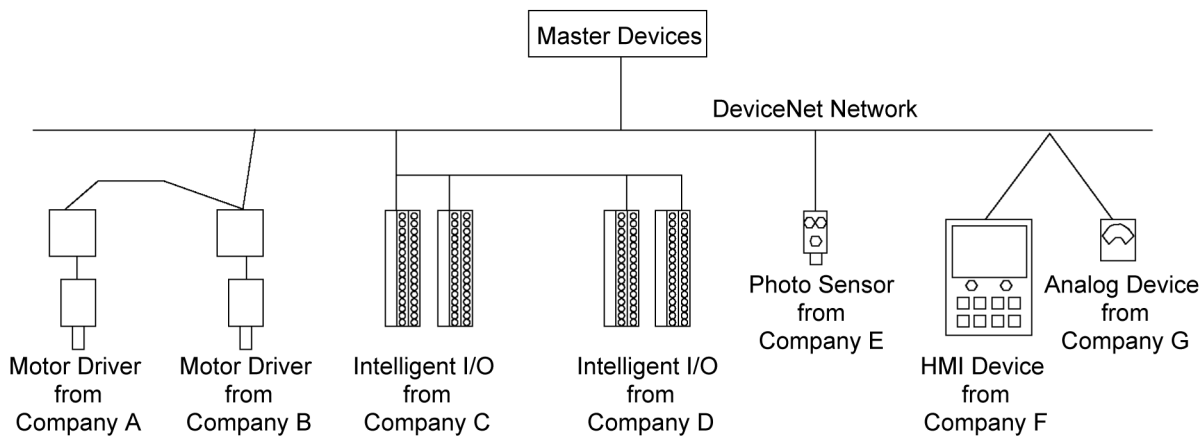 Master Devices
DeviceNet Network
Motor Driver
from
Company A
Motor Driver
from
Company B
Intelligent I/O
from
Company C
Intelligent I/O
from
Company D
Photo Sensor
from
Company E
HMI Device
from
Company F
Analog Device
from
Company G